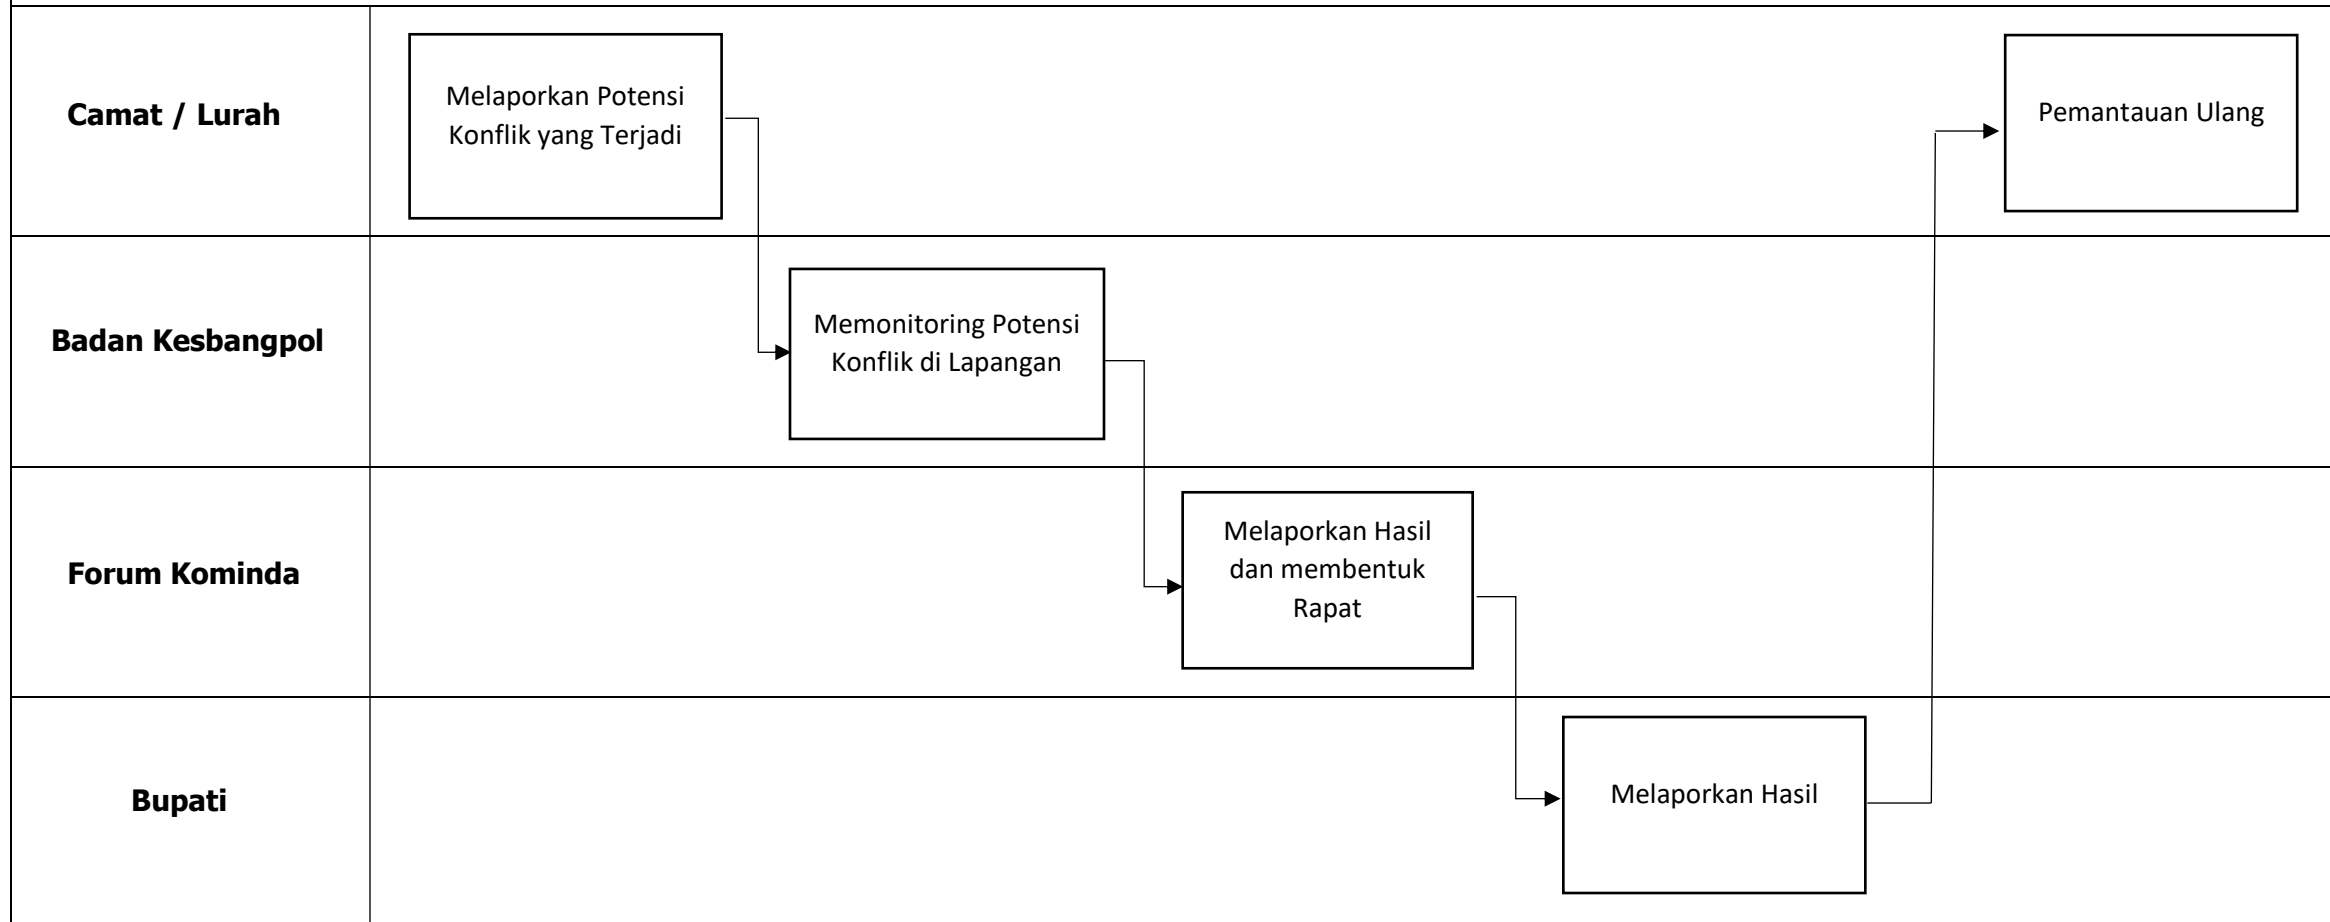 Camat / Lurah
Melaporkan Potensi
Konflik yang Terjadi
Pemantauan Ulang
Badan Kesbangpol
Memonitoring Potensi
Konflik di Lapangan
Forum Kominda
Melaporkan Hasil
dan membentuk
Rapat
Bupati
Melaporkan Hasil